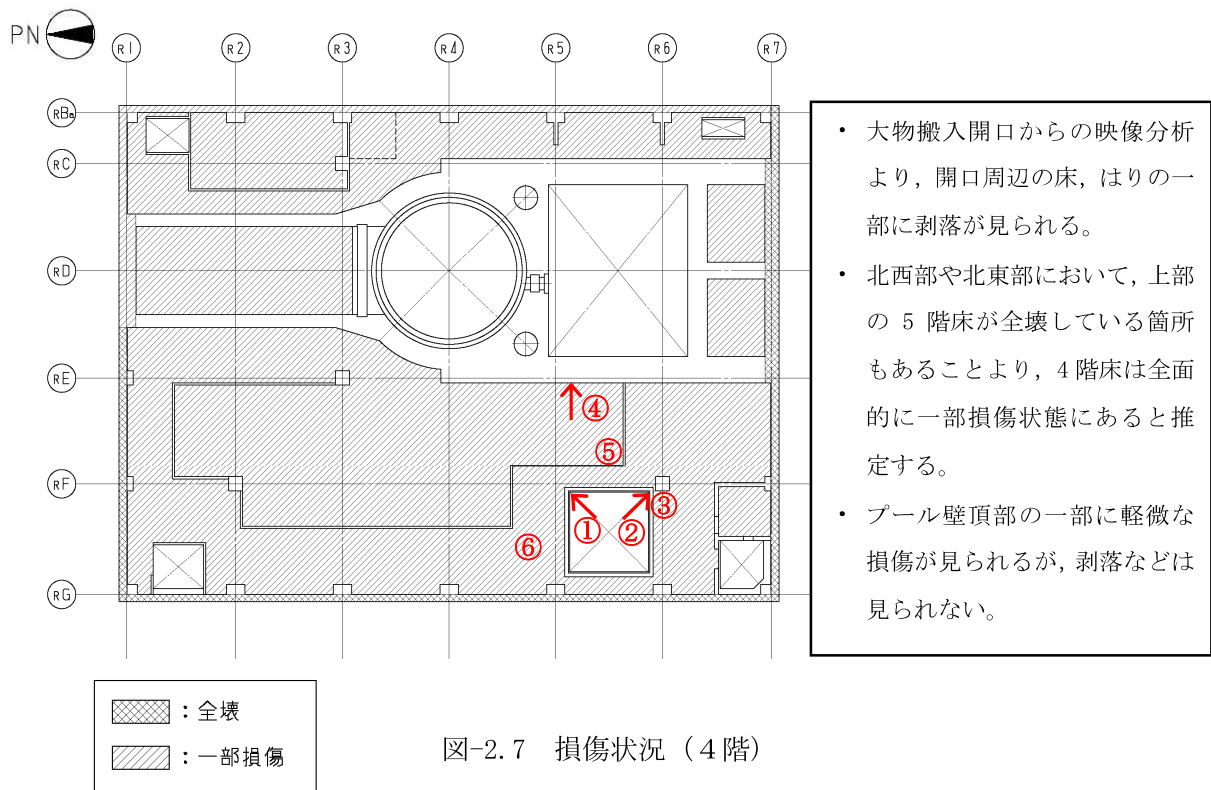 PN
R1 R2 R3 R4 R5 R6 R7
RBa
RC
RD
RE
RF
RG
④
⑤
① ② ③
⑥
・ 大物搬入開口からの映像分析
より，開口周辺の床，はりの一
部に剥落が見られる。
・ 北西部や北東部において，上部
の 5 階床が全壊している箇所
もあることより，4 階床は全面
的に一部損傷状態にあると推
定する。
・ プール壁頂部の一部に軽微な
損傷が見られるが，剥落などは
見られない。
：全壊
：一部損傷
図-2.7 損傷状況（４階）